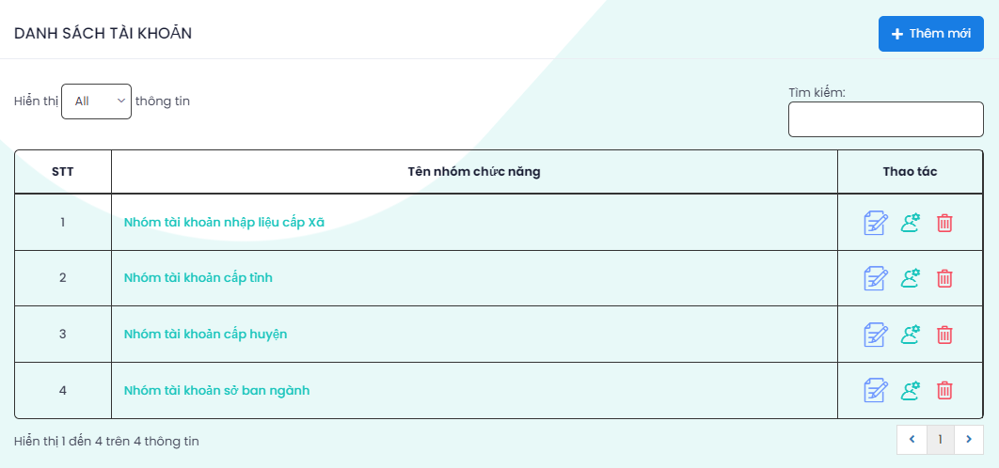 DANH SÁCH TÀI KHOẢN
Thêm mới
Hiển thị All thông tin
Tìm kiếm:
STT Tên nhóm chức năng Thao tác
1 Nhóm tài khoản nhập liệu cấp Xã
2 Nhóm tài khoản cấp tỉnh
3 Nhóm tài khoản cấp huyện
4 Nhóm tài khoản sở ban ngành
Hiển thị 1 đến 4 trên 4 thông tin
1